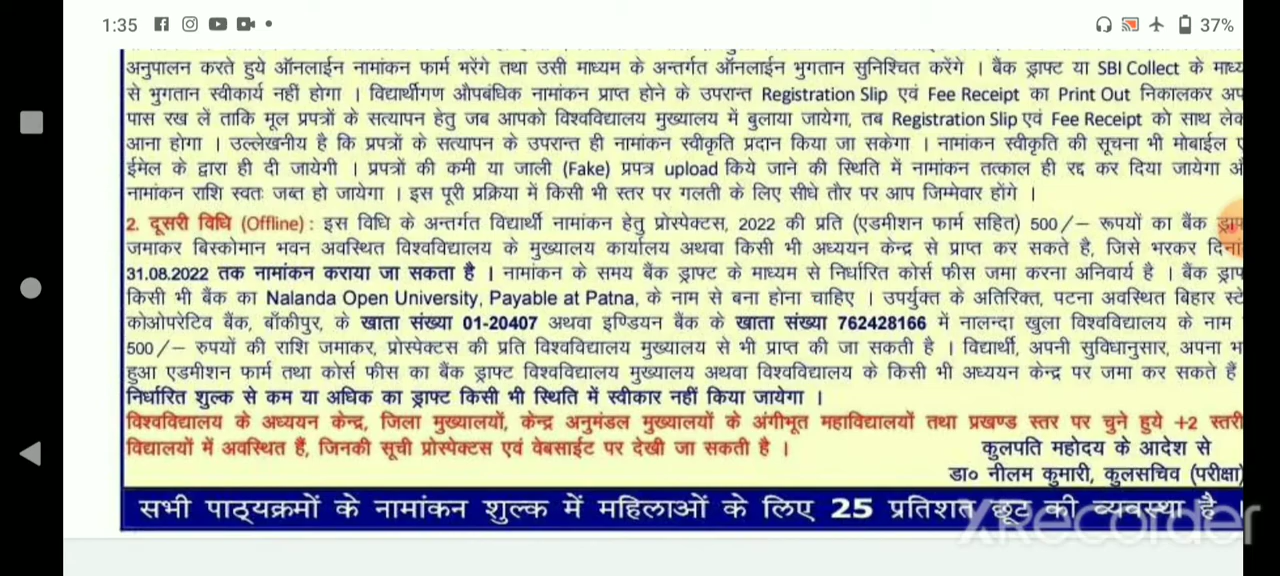 1:35 37%
अनुपालन करते हुये ऑनलाईन नामांकन फार्म भरेंगे तथा उसी माध्यम के अन्तर्गत ऑनलाईन भुगतान सुनिश्चित करेंगे । बैंक ड्राफ्ट या SBI Collect के माध्य
से भुगतान स्वीकार्य नहीं होगा । विद्यार्थीगण औपबंधिक नामांकन प्राप्त होने के उपरान्त Registration Slip एवं Fee Receipt का Print Out निकालकर अप
पास रख लें ताकि मूल प्रपत्रों के सत्यापन हेतु जब आपको विश्वविद्यालय मुख्यालय में बुलाया जायेगा, तब Registration Slip एवं Fee Receipt को साथ लेक
आना होगा । उल्लेखनीय है कि प्रपत्रों के सत्यापन के उपरान्त ही नामांकन स्वीकृति प्रदान किया जा सकेगा । नामांकन स्वीकृति की सूचना भी मोबाईल ए
ईमेल के द्वारा ही दी जायेगी । प्रपत्रों की कमी या जाली (Fake) प्रपत्र upload किये जाने की स्थिति में नामांकन तत्काल ही रद्द कर दिया जायेगा औ
नामांकन राशि स्वतः जब्त हो जायेगा । इस पूरी प्रक्रिया में किसी भी स्तर पर गलती के लिए सीधे तौर पर आप जिम्मेवार होंगे ।
2. दूसरी विधि (Offline) : इस विधि के अन्तर्गत विद्यार्थी नामांकन हेतु प्रोस्पेक्टस, 2022 की प्रति (एडमीशन फार्म सहित) 500/– रूपयों का बैंक ड्राफ
जमाकर बिस्कोमान भवन अवस्थित विश्वविद्यालय के मुख्यालय कार्यालय अथवा किसी भी अध्ययन केन्द्र से प्राप्त कर सकते है, जिसे भरकर दिनां
31.08.2022 तक नामांकन कराया जा सकता है । नामांकन के समय बैंक ड्राफ्ट के माध्यम से निर्धारित कोर्स फीस जमा करना अनिवार्य है । बैंक ड्राप
किसी भी बैंक का Nalanda Open University, Payable at Patna, के नाम से बना होना चाहिए । उपर्युक्त के अतिरिक्त, पटना अवस्थित बिहार स्टे
कोओपरेटिव बैंक, बाँकीपुर, के खाता संख्या 01-20407 अथवा इण्डियन बैंक के खाता संख्या 762428166 में नालन्दा खुला विश्वविद्यालय के नाम
500/– रुपयों की राशि जमाकर, प्रोस्पेक्टस की प्रति विश्वविद्यालय मुख्यालय से भी प्राप्त की जा सकती है । विद्यार्थी, अपनी सुविधानुसार, अपना भ
हुआ एडमीशन फार्म तथा कोर्स फीस का बैंक ड्राफ्ट विश्वविद्यालय मुख्यालय अथवा विश्वविद्यालय के किसी भी अध्ययन केन्द्र पर जमा कर सकते हैं
निर्धारित शुल्क से कम या अधिक का ड्राफ्ट किसी भी स्थिति में स्वीकार नहीं किया जायेगा ।
विश्वविद्यालय के अध्ययन केन्द्र, जिला मुख्यालयों, केन्द्र अनुमंडल मुख्यालयों के अंगीभूत महाविद्यालयों तथा प्रखण्ड स्तर पर चुने हुये +2 स्तरी
विद्यालयों में अवस्थित हैं, जिनकी सूची प्रोस्पेक्टस एवं वेबसाईट पर देखी जा सकती है ।
कुलपति महोदय के आदेश से
डा० नीलम कुमारी, कुलसचिव (परीक्षा)
सभी पाठ्यक्रमों के नामांकन शुल्क में महिलाओं के लिए 25 प्रतिशत छूट की व्यवस्था है ।
XRecorder